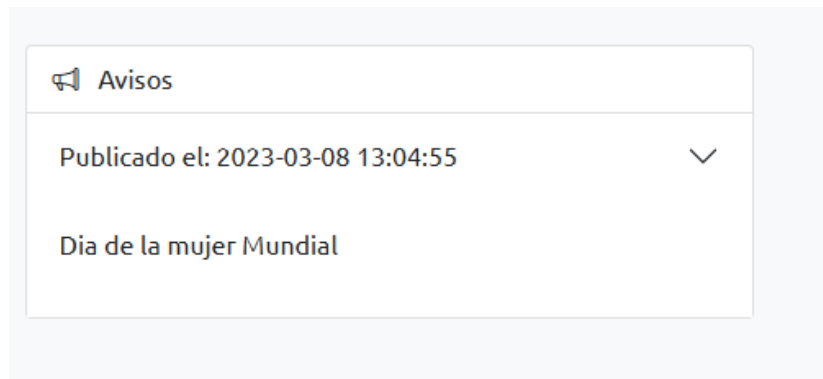 Avisos
Publicado el: 2023-03-08 13:04:55
Dia de la mujer Mundial